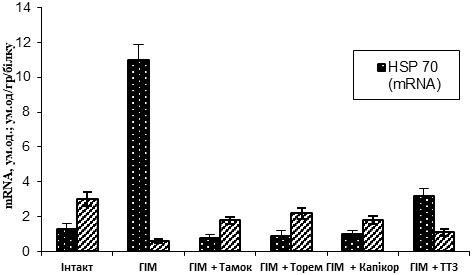 mRNA, ум.од.; ум.од/гр/білку
14
12
10
8
6
4
2
0
HSP 70
(mRNA)
Інтакт
ГІМ
ГІМ + Тамок
ГІМ + Торем
ГІМ + Капікор
ГІМ + ТТЗ